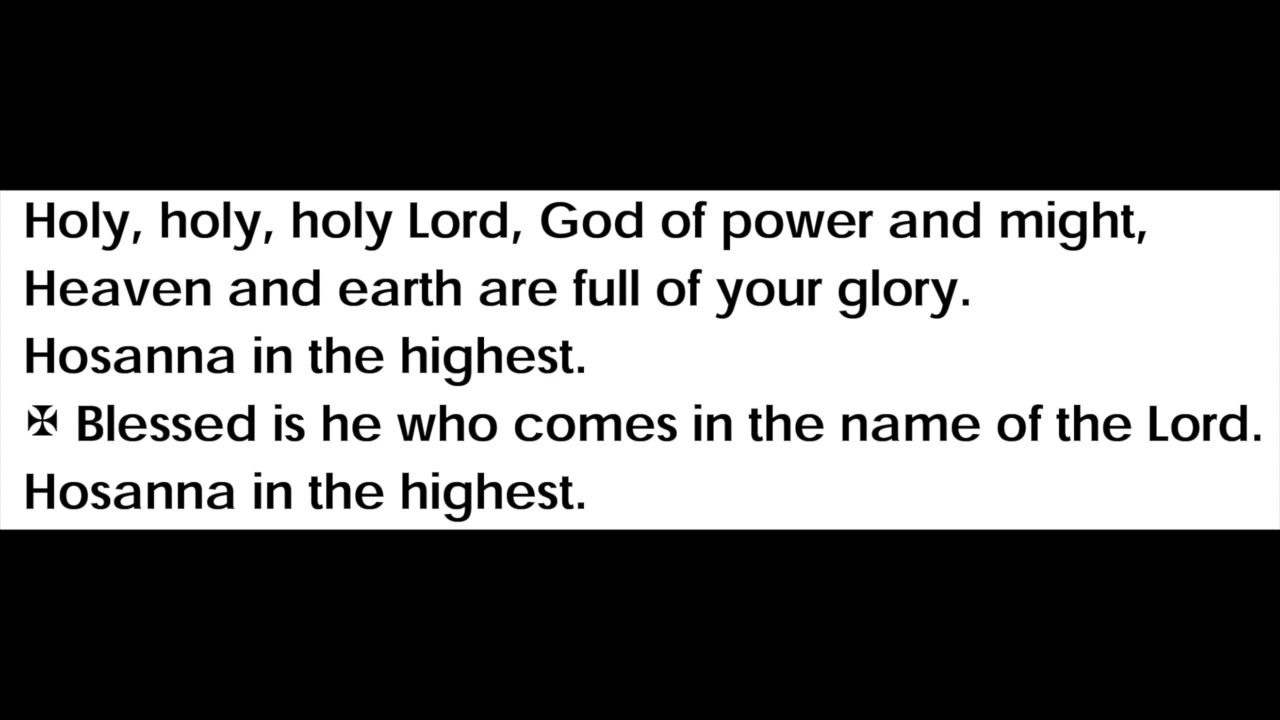 Holy, holy, holy Lord, God of power and might,
Heaven and earth are full of your glory.
Hosanna in the highest.
✠ Blessed is he who comes in the name of the Lord.
Hosanna in the highest.